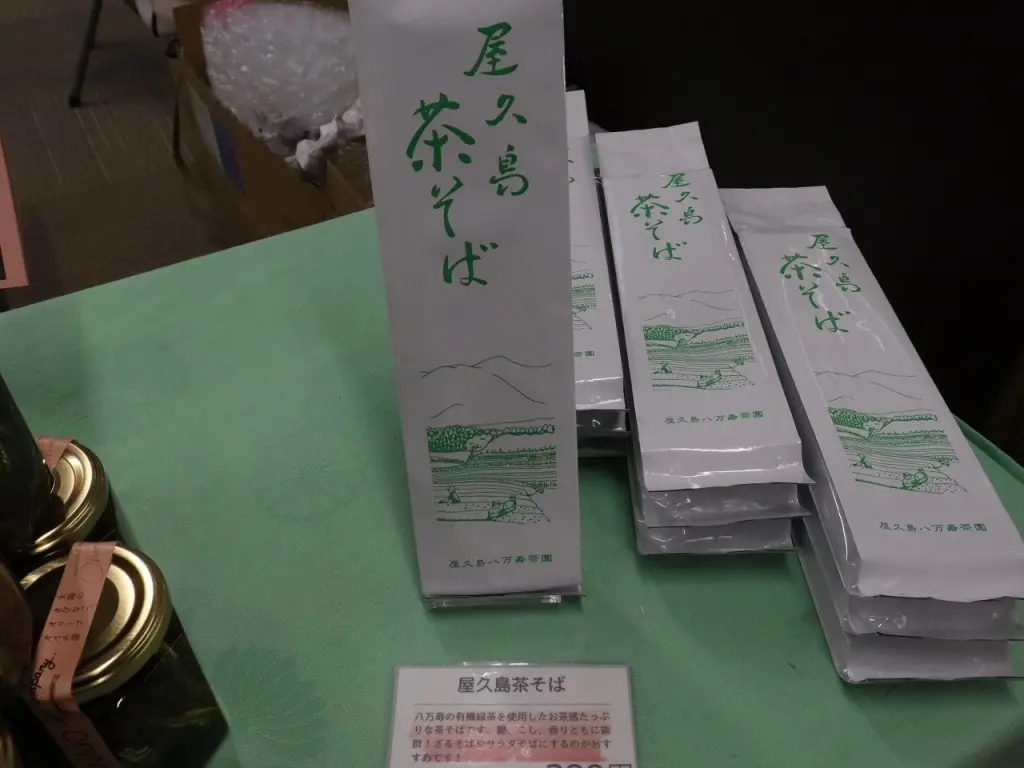 屋久島
茶そば
屋久島八万寿茶園
茶園
屋久島
茶そば
屋久島八万寿茶園
屋久島
茶そば
屋久島八万寿茶園
屋久島茶そば
八万寿の有機緑茶を使用したお茶感たっぷ
りな茶そばです。艶、こし、香りともに抜
群！ざるそばやサラダそばにするのがおす
すめです！